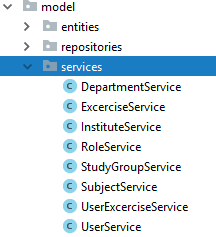 model
entities
repositories
services
C DepartmentService
C ExcerciseService
C InstituteService
C RoleService
C StudyGroupService
C SubjectService
C UserExcerciseService
C UserService